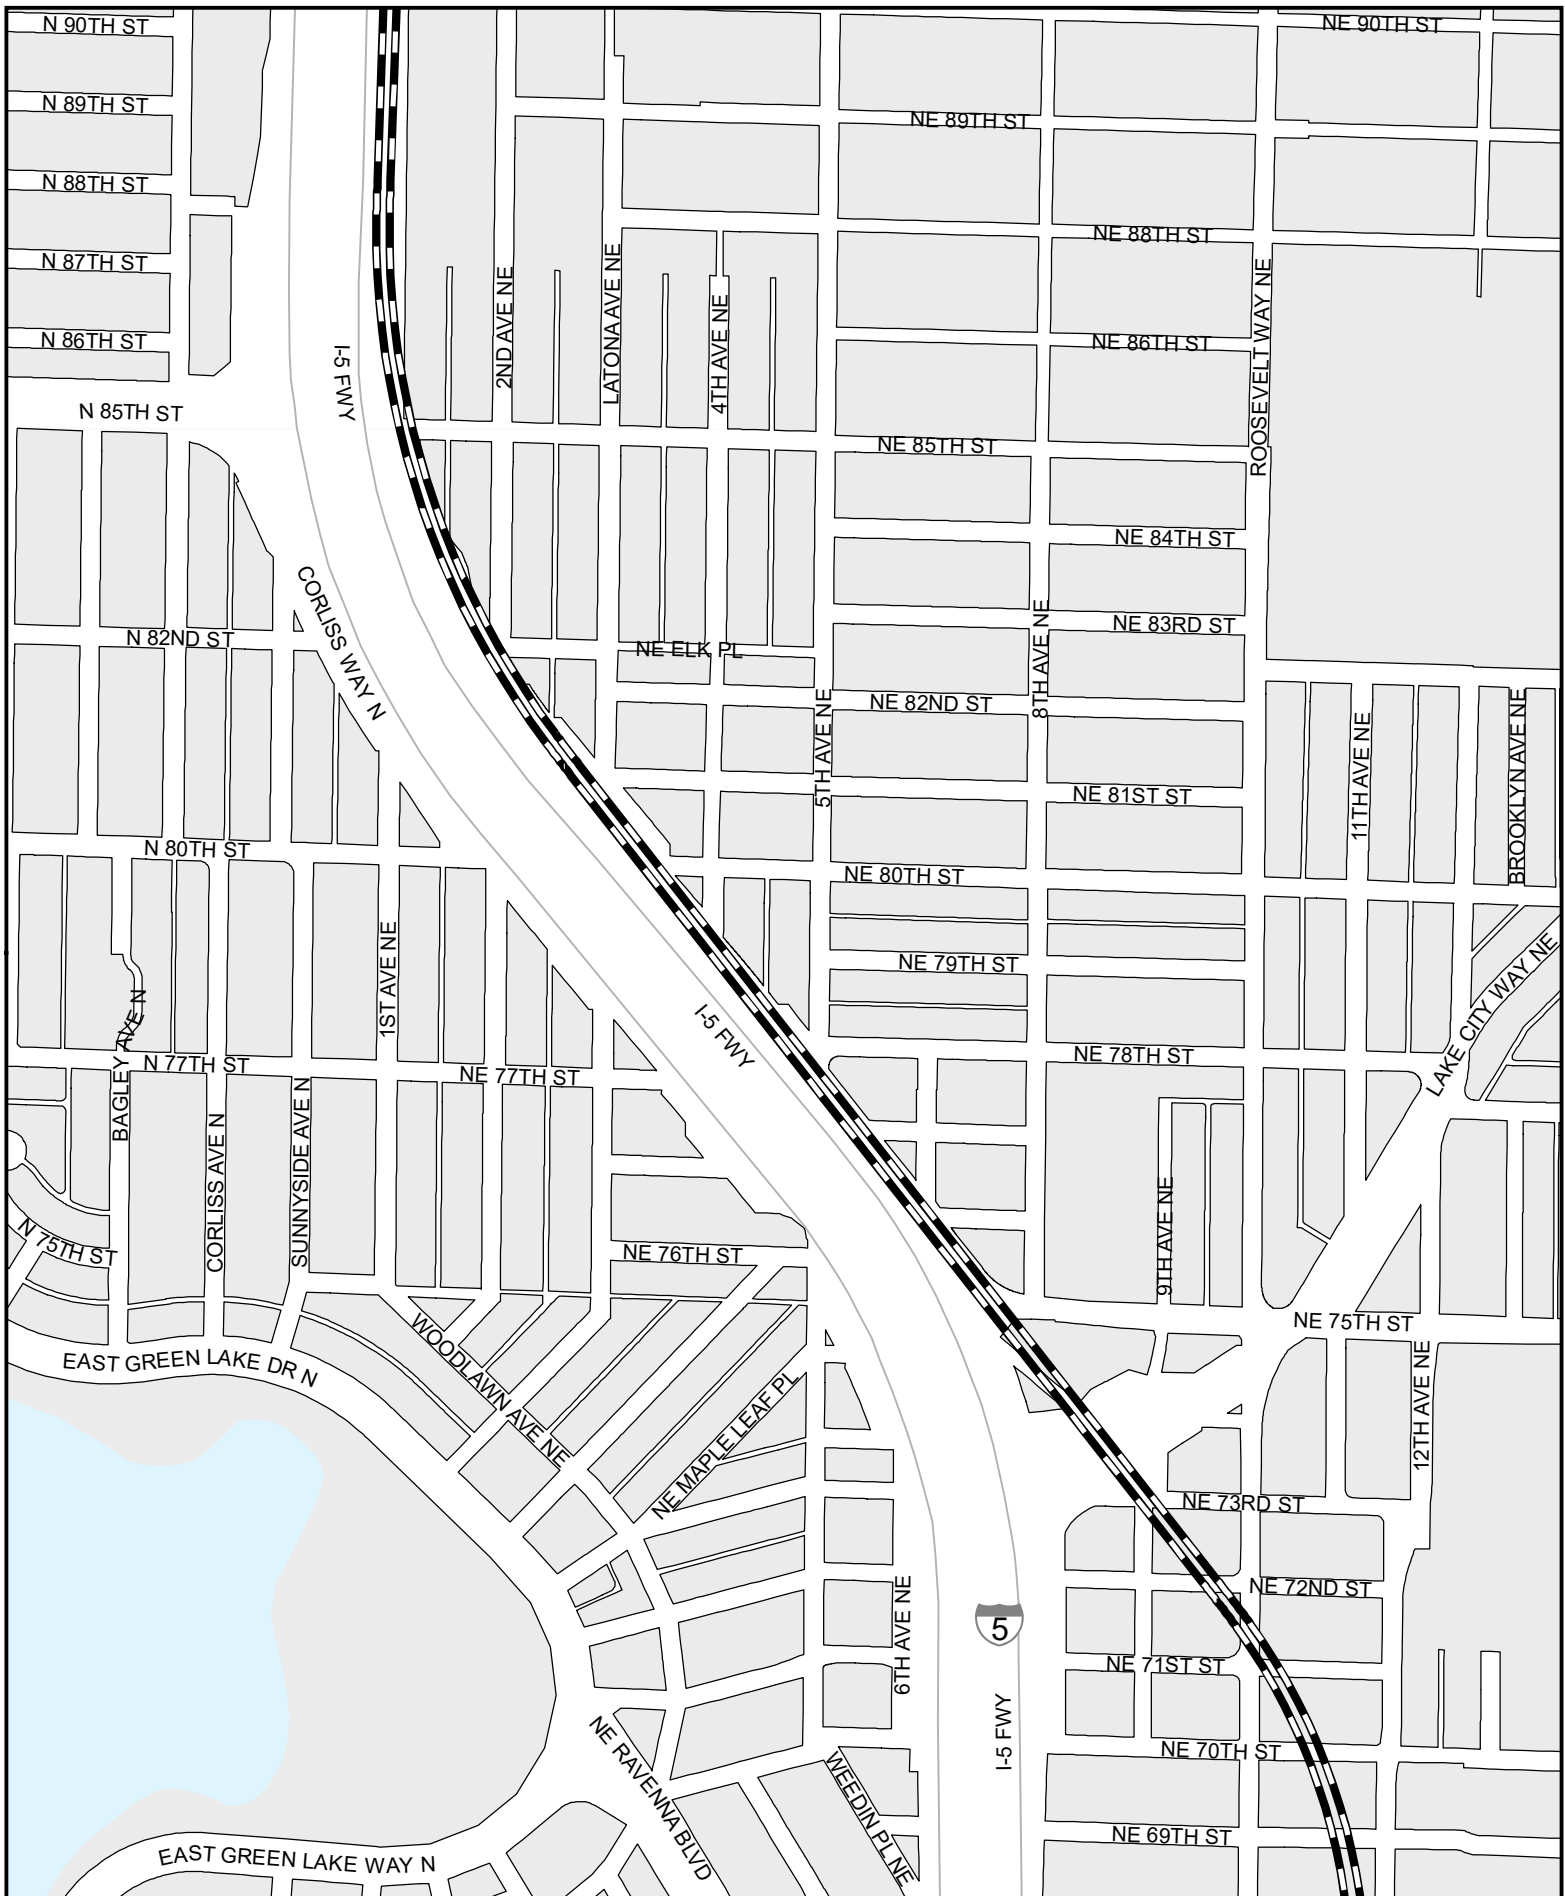 N 90TH ST
NE 90TH ST
N 89TH ST
NE 89TH ST
N 88TH ST
NE 88TH ST
N 87TH ST
2ND AVE NE
LATONA AVE NE
4TH AVE NE
ROOSEVELT WAY NE
N 86TH ST
I-5 FWY
NE 86TH ST
N 85TH ST
NE 85TH ST
NE 84TH ST
CORLISS WAY N
N 82ND ST
NE ELK PL
8TH AVE NE
NE 83RD ST
NE 82ND ST
5TH AVE NE
11TH AVE NE
BROOKLYN AVE NE
NE 81ST ST
N 80TH ST
NE 80TH ST
1ST AVE NE
NE 79TH ST
LAKE CITY WAY NE
BAGLEY AVE N
I-5 FWY
N 77TH ST
NE 77TH ST
NE 78TH ST
CORLISS AVE N
SUNNYSIDE AVE N
9TH AVE NE
N 75TH ST
NE 76TH ST
NE 75TH ST
EAST GREEN LAKE DR N
WOODLAWN AVE NE
NE MAPLE LEAF PL
12TH AVE NE
NE 73RD ST
6TH AVE NE
NE 72ND ST
5
NE 71ST ST
I-5 FWY
NE RAVENNA BLVD
WEEDIN PL NE
NE 70TH ST
EAST GREEN LAKE WAY N
NE 69TH ST